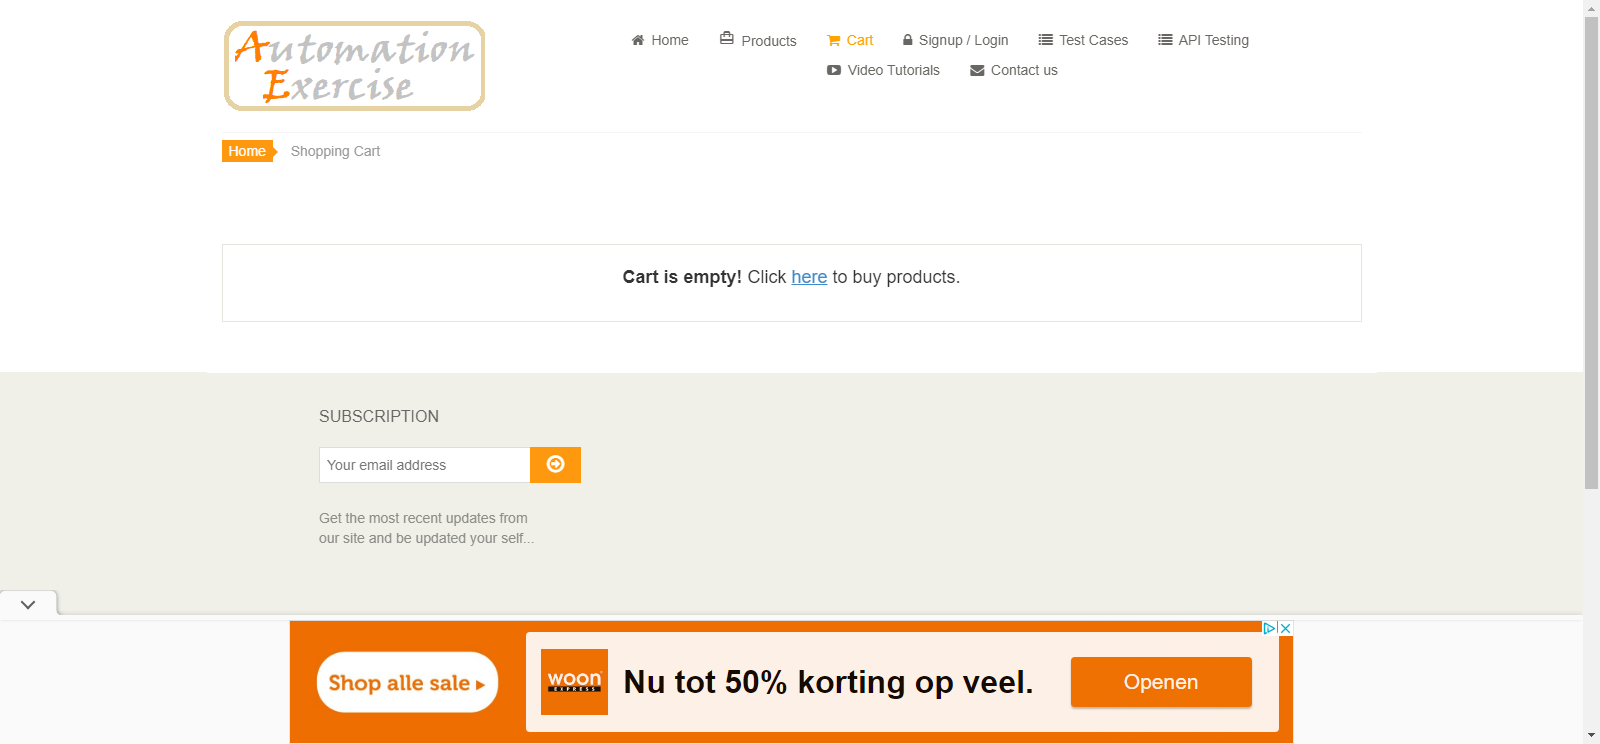 Automation
Exercise
Home
Products
Cart
Signup / Login
Test Cases
API Testing
Video Tutorials
Contact us
Home
Shopping Cart
Cart is empty! Click here to buy products.
SUBSCRIPTION
Your email address
Get the most recent updates from
our site and be updated your self...
Shop alle sale ▸
woon
EXPRESS
Nu tot 50% korting op veel.
Openen